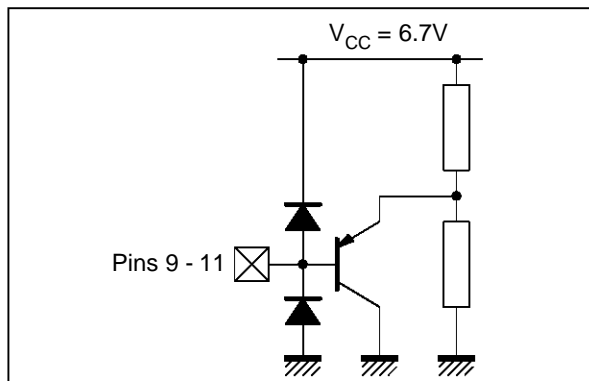 V_CC = 6.7V
Pins 9 - 11